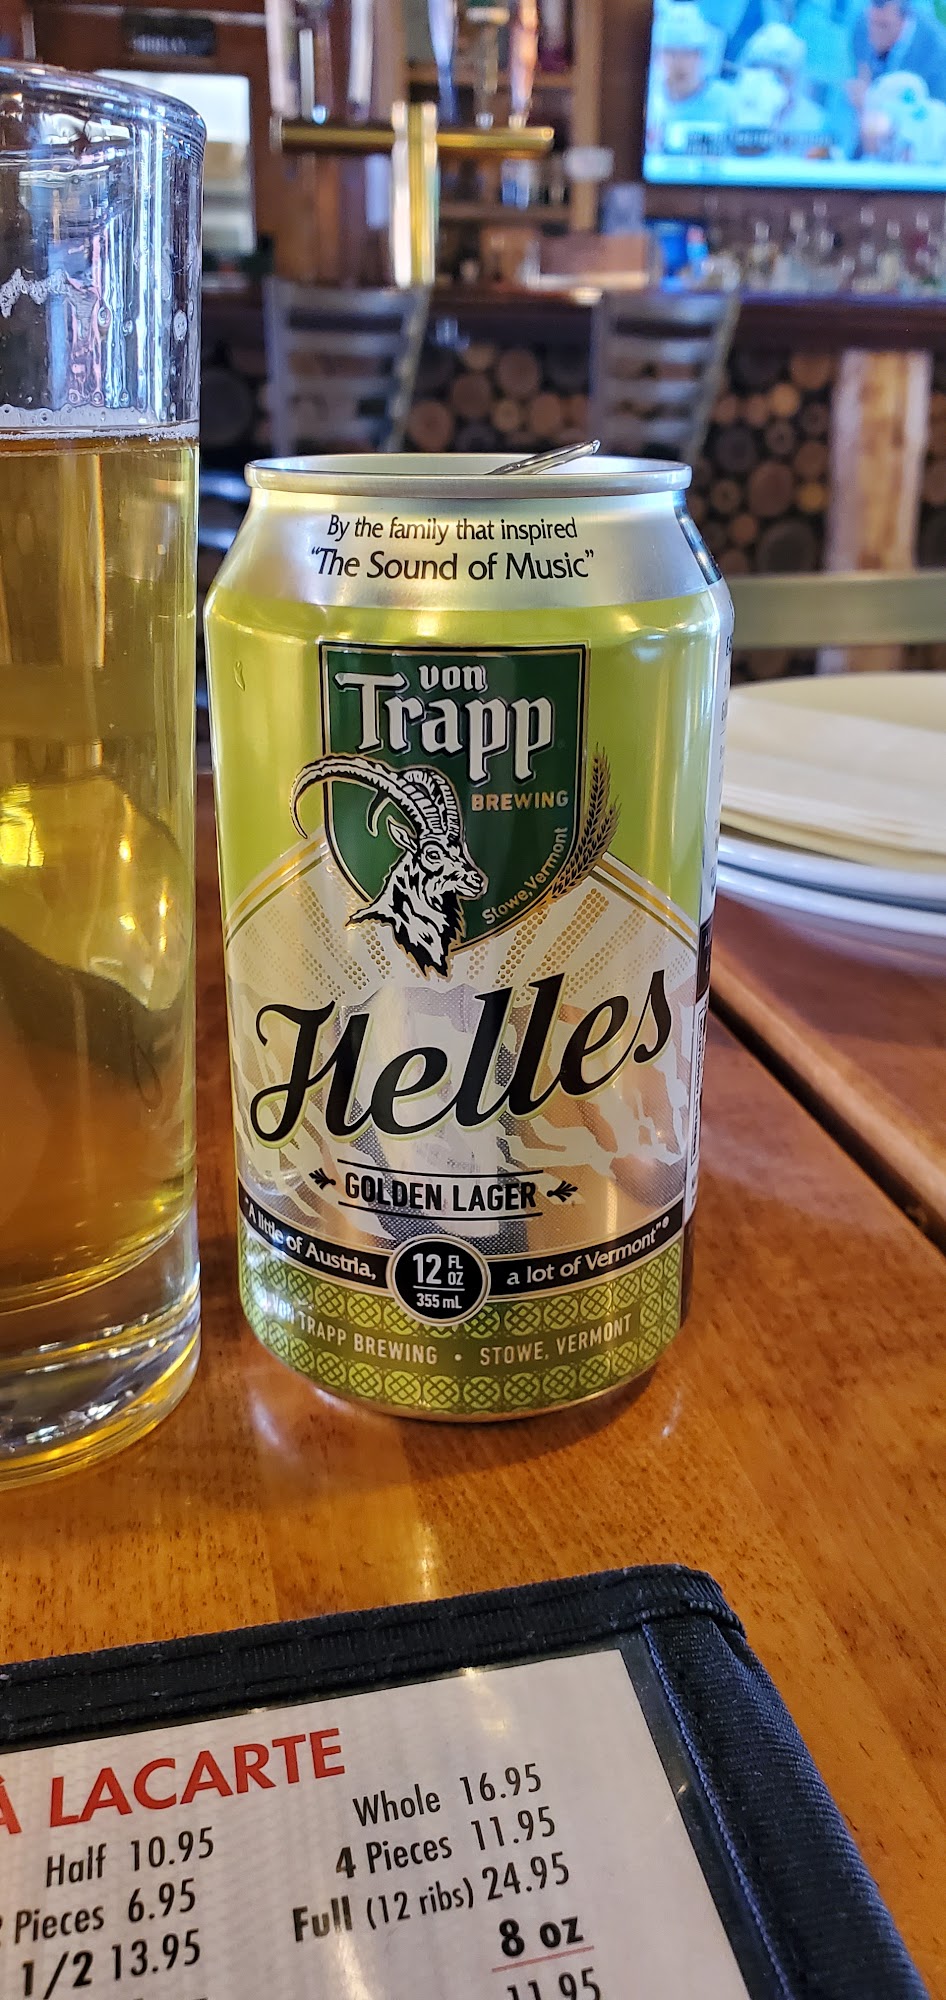 By the family that inspired
"The Sound of Music"
von
Trapp
BREWING
Stowe, Vermont
Helles
GOLDEN LAGER
"A little of Austria,
12 FL OZ
355 mL
a lot of Vermont"®
VON TRAPP BREWING • STOWE, VERMONT
À LACARTE
Half 10.95
Whole 16.95
Pieces 6.95
4 Pieces 11.95
1/2 13.95
Full (12 ribs) 24.95
8 oz
11.95